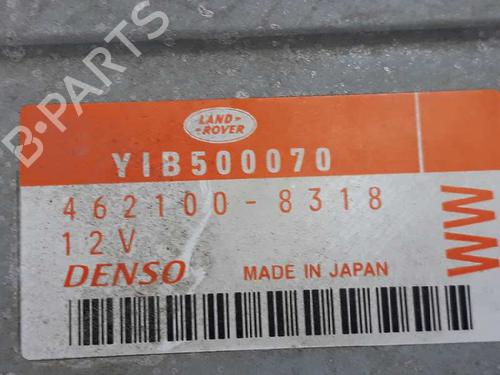 B-PARTS
LAND-
ROVER
YIB500070
462100-8318
12V
DENSO
MADE IN JAPAN
WW